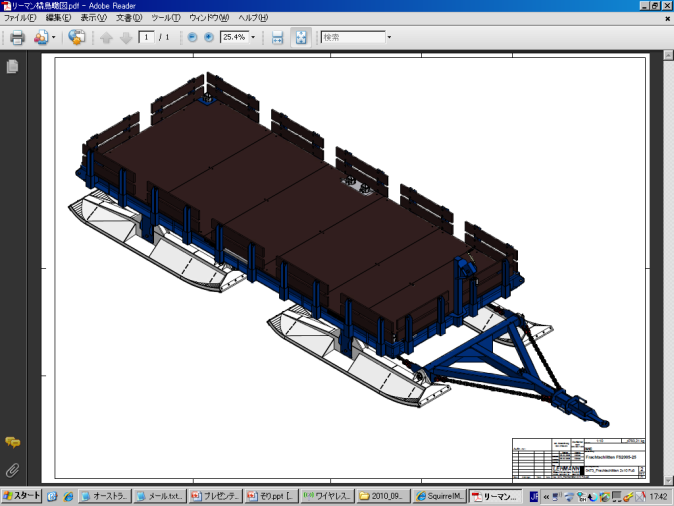 リーマン橇鳥瞰図.pdf - Adobe Reader
ファイル(F) 編集(E) 表示(V) 文書(D) ツール(T) ウィンドウ(W) ヘルプ(H)
1 / 1 25.4% 検索
スタート オーストラ... メール.txt... プレゼンテ... そり.ppt [... ワイヤレス... 2010_09... SquirrelM... リーマン... 17:42